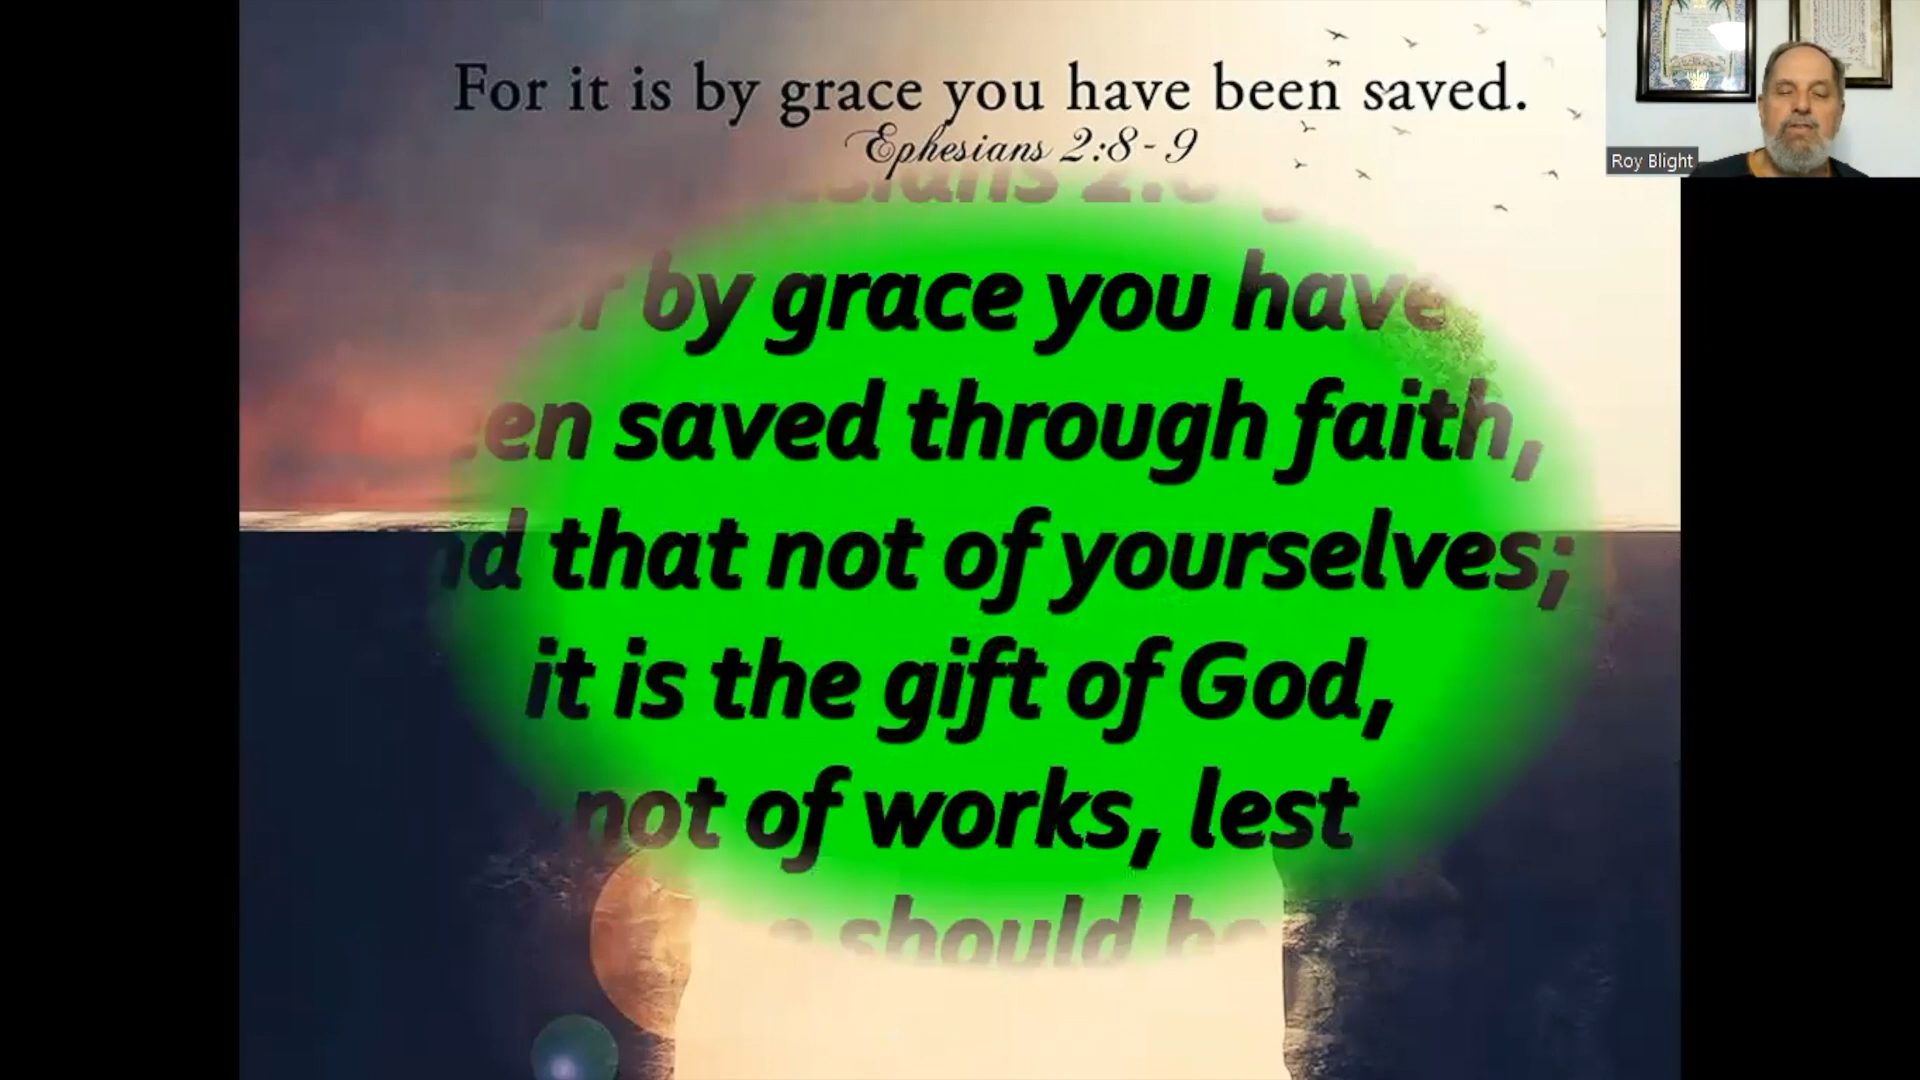 For it is by grace you have been saved.
Ephesians 2:8-9
Roy Blight
by grace you have
saved through faith,
that not of yourselves;
it is the gift of God,
not of works, lest
should